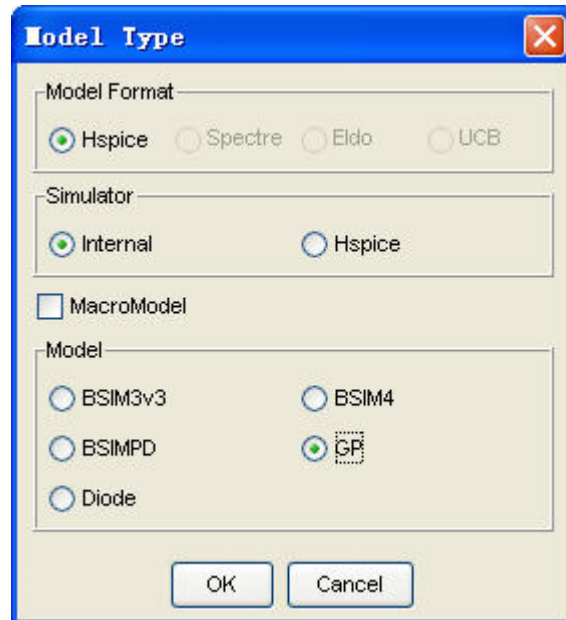 Model Type
Model Format
Hspice Spectre Eldo UCB
Simulator
Internal Hspice
MacroModel
Model
BSIM3v3 BSIM4
BSIMPD GP
Diode
OK Cancel